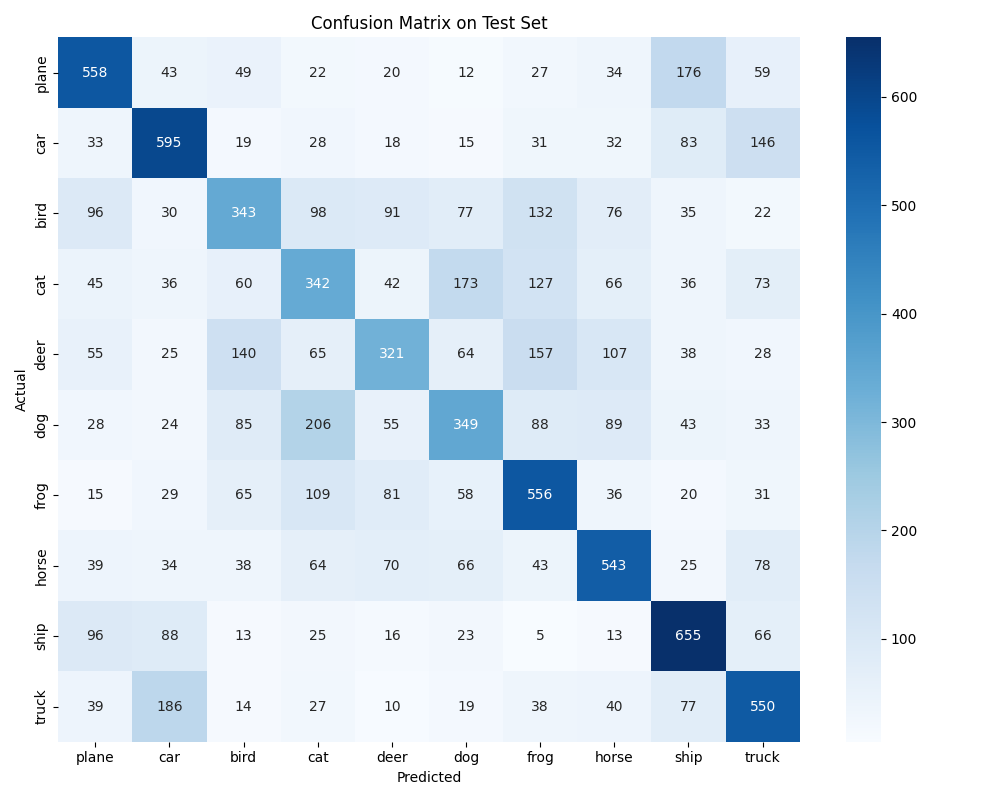 Confusion Matrix on Test Set
plane 558 43 49 22 20 12 27 34 176 59
car 33 595 19 28 18 15 31 32 83 146
bird 96 30 343 98 91 77 132 76 35 22
cat 45 36 60 342 42 173 127 66 36 73
deer 55 25 140 65 321 64 157 107 38 28
dog 28 24 85 206 55 349 88 89 43 33
frog 15 29 65 109 81 58 556 36 20 31
horse 39 34 38 64 70 66 43 543 25 78
ship 96 88 13 25 16 23 5 13 655 66
truck 39 186 14 27 10 19 38 40 77 550
plane car bird cat deer dog frog horse ship truck
Predicted
Actual
600
500
400
300
200
100